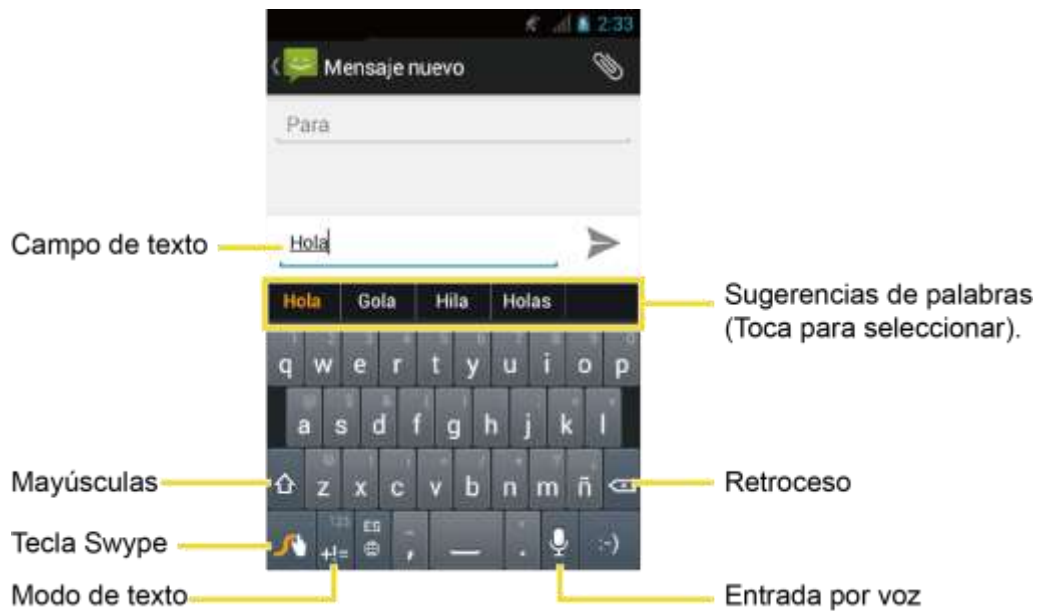 2:33
Mensaje nuevo
Para
Campo de texto
Hola
Hola Gola Hila Holas
Sugerencias de palabras
(Toca para seleccionar).
q w e r t y u i o p
a s d f g h j k l
Mayúsculas
z x c v b n m ñ
Retroceso
Tecla Swype
123
+!=
ES
, . :-)
Modo de texto
Entrada por voz